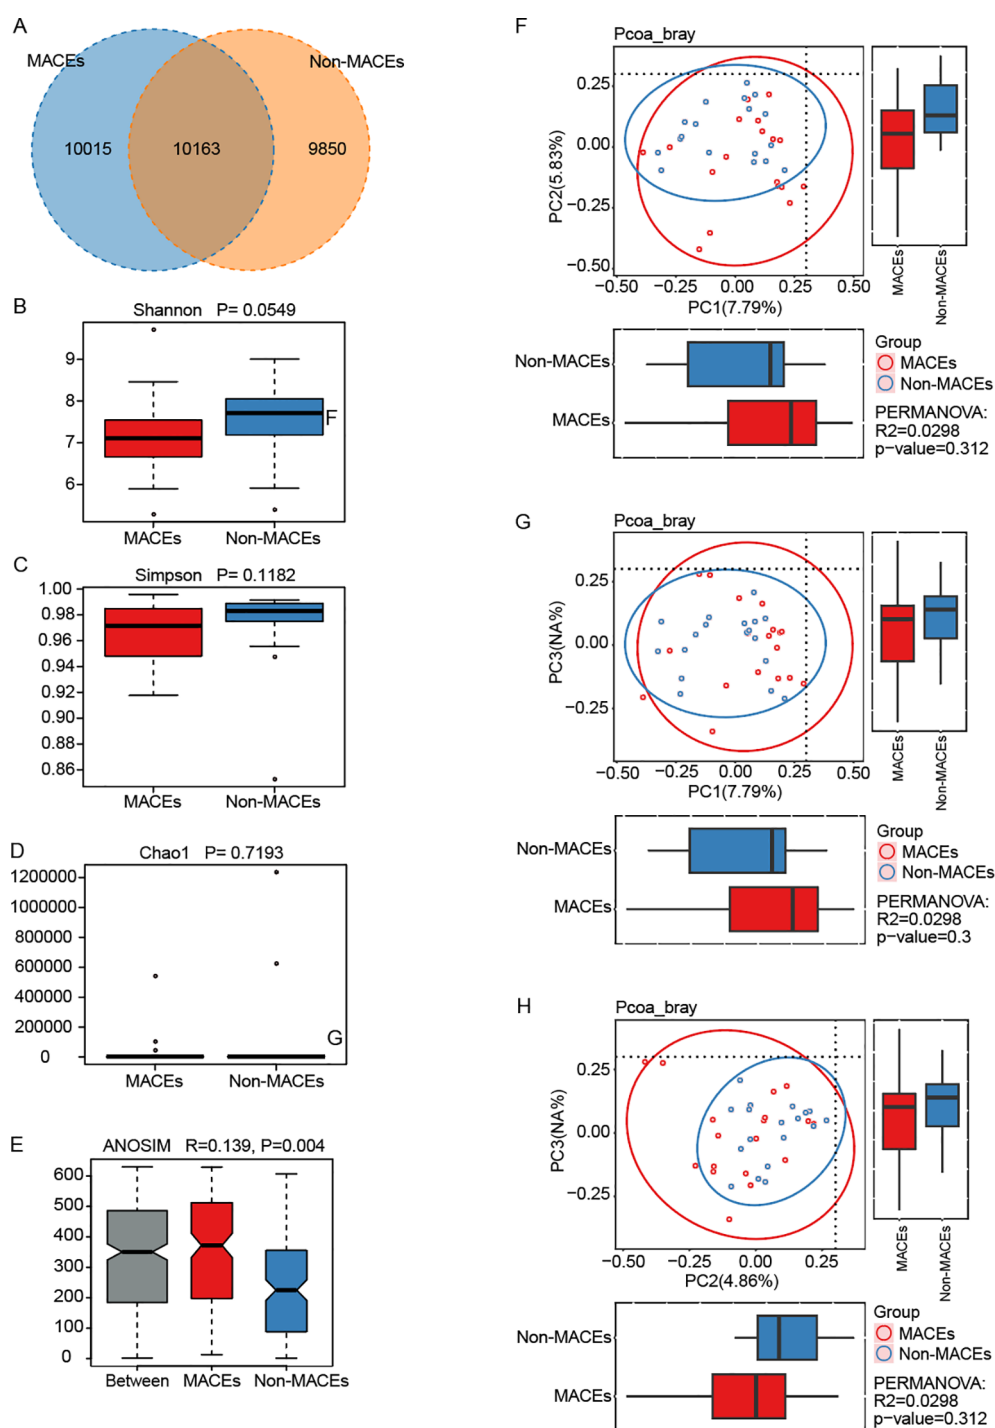 A
MACEs
Non-MACEs
10015
10163
9850
B
Shannon P= 0.0549
9
8
7
6
F
MACEs
Non-MACEs
C
Simpson P= 0.1182
1.00
0.98
0.96
0.94
0.92
0.90
0.88
0.86
MACEs
Non-MACEs
D
Chao1 P= 0.7193
1200000
1000000
800000
600000
400000
200000
0
G
MACEs
Non-MACEs
E
ANOSIM R=0.139, P=0.004
600
500
400
300
200
100
0
Between
MACEs
Non-MACEs
F
Pcoa_bray
PC2(5.83%)
0.25
0.00
−0.25
−0.50
−0.50
−0.25
0.00
0.25
0.50
PC1(7.79%)
MACEs
Non-MACEs
Non-MACEs
MACEs
Group
MACEs
Non-MACEs
PERMANOVA:
R2=0.0298
p-value=0.312
G
Pcoa_bray
PC3(NA%)
0.25
0.00
−0.25
−0.50
−0.25
0.00
0.25
0.50
PC1(7.79%)
MACEs
Non-MACEs
Non-MACEs
MACEs
Group
MACEs
Non-MACEs
PERMANOVA:
R2=0.0298
p-value=0.3
H
Pcoa_bray
PC3(NA%)
0.25
0.00
−0.25
−0.50
−0.25
0.00
0.25
PC2(4.86%)
MACEs
Non-MACEs
Non-MACEs
MACEs
Group
MACEs
Non-MACEs
PERMANOVA:
R2=0.0298
p-value=0.312